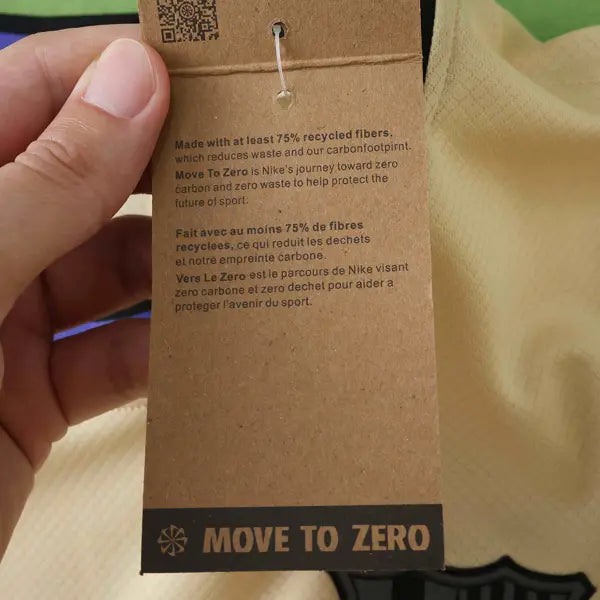 Made with at least 75% recycled fibers,
which reduces waste and our carbonfootpirnt.
Move To Zero is Nike's journey toward zero
carbon and zero waste to help protect the
future of sport.
Fait avec au moins 75% de fibres
recyclees, ce qui reduit les dechets
et notre empreinte carbone.
Vers Le Zero est le parcours de Nike visant
zero carbone et zero dechet pour aider a
proteger l'avenir du sport.
MOVE TO ZERO